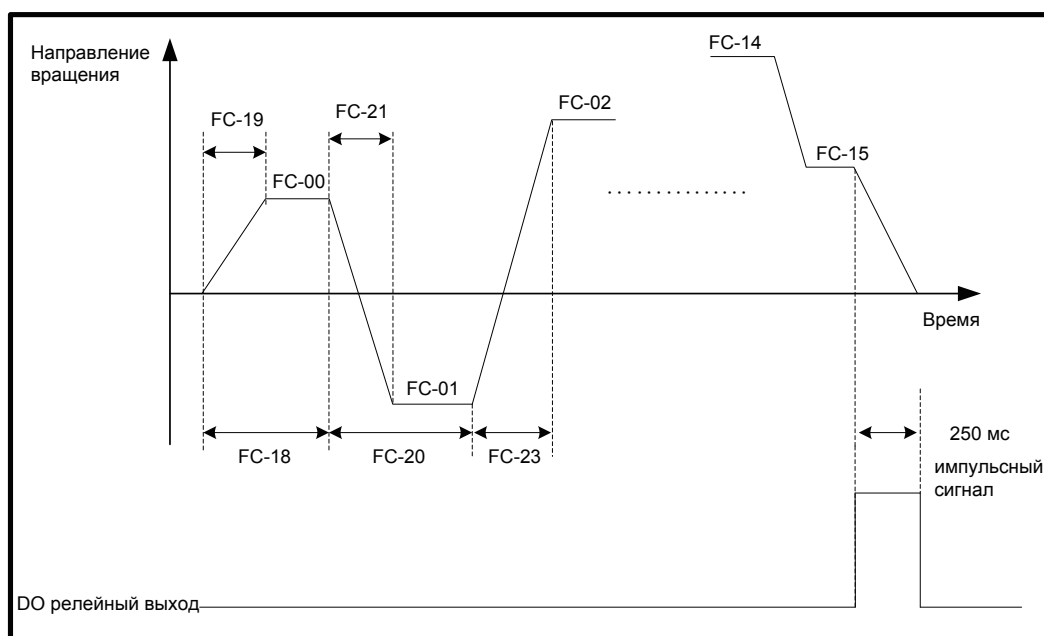 Направление
вращения
FC-14
FC-19
FC-21
FC-02
FC-15
FC-00
Время
FC-01
FC-18
FC-20
FC-23
250 мс
импульсный
сигнал
DO релейный выход